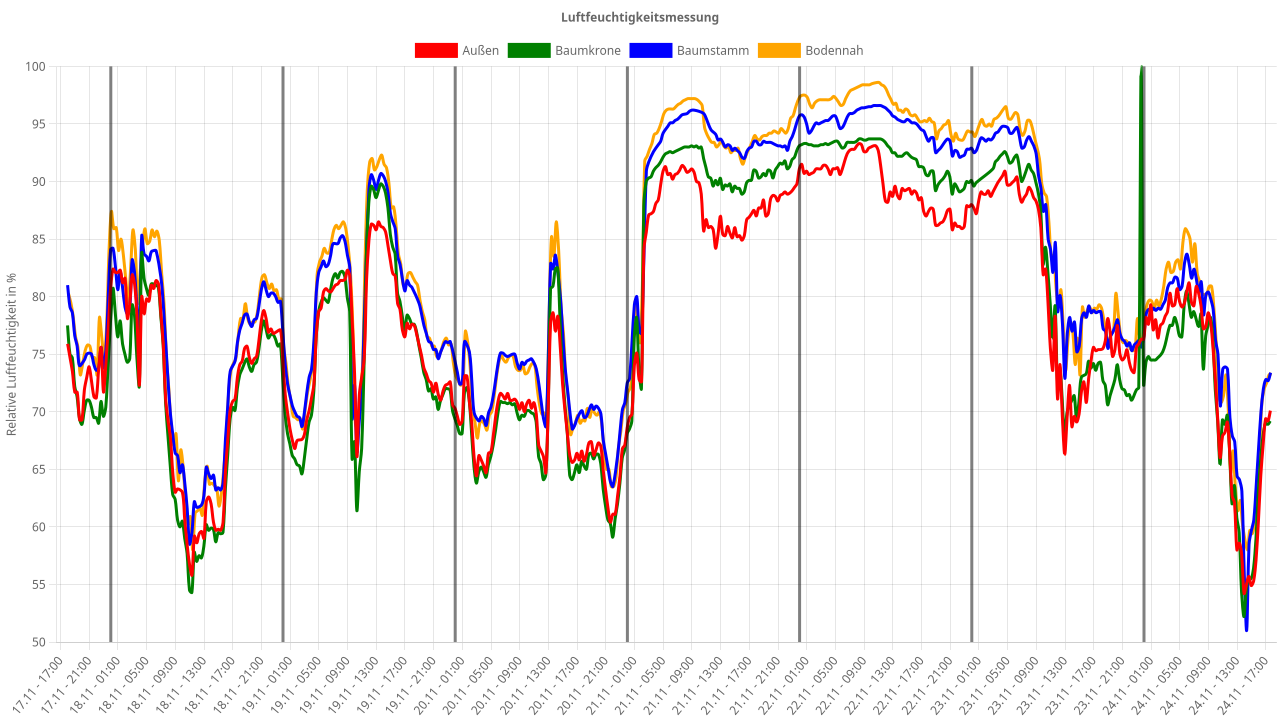 Luftfeuchtigkeitsmessung
Außen Baumkrone Baumstamm Bodennah
Relative Luftfeuchtigkeit in %
100
95
90
85
80
75
70
65
60
55
50
17.11 - 17:00
17.11 - 21:00
18.11 - 01:00
18.11 - 05:00
18.11 - 09:00
18.11 - 13:00
18.11 - 17:00
18.11 - 21:00
19.11 - 01:00
19.11 - 05:00
19.11 - 09:00
19.11 - 13:00
19.11 - 17:00
19.11 - 21:00
20.11 - 01:00
20.11 - 05:00
20.11 - 09:00
20.11 - 13:00
20.11 - 17:00
20.11 - 21:00
21.11 - 01:00
21.11 - 05:00
21.11 - 09:00
21.11 - 13:00
21.11 - 17:00
21.11 - 21:00
22.11 - 01:00
22.11 - 05:00
22.11 - 09:00
22.11 - 13:00
22.11 - 17:00
22.11 - 21:00
23.11 - 01:00
23.11 - 05:00
23.11 - 09:00
23.11 - 13:00
23.11 - 17:00
23.11 - 21:00
24.11 - 01:00
24.11 - 05:00
24.11 - 09:00
24.11 - 13:00
24.11 - 17:00